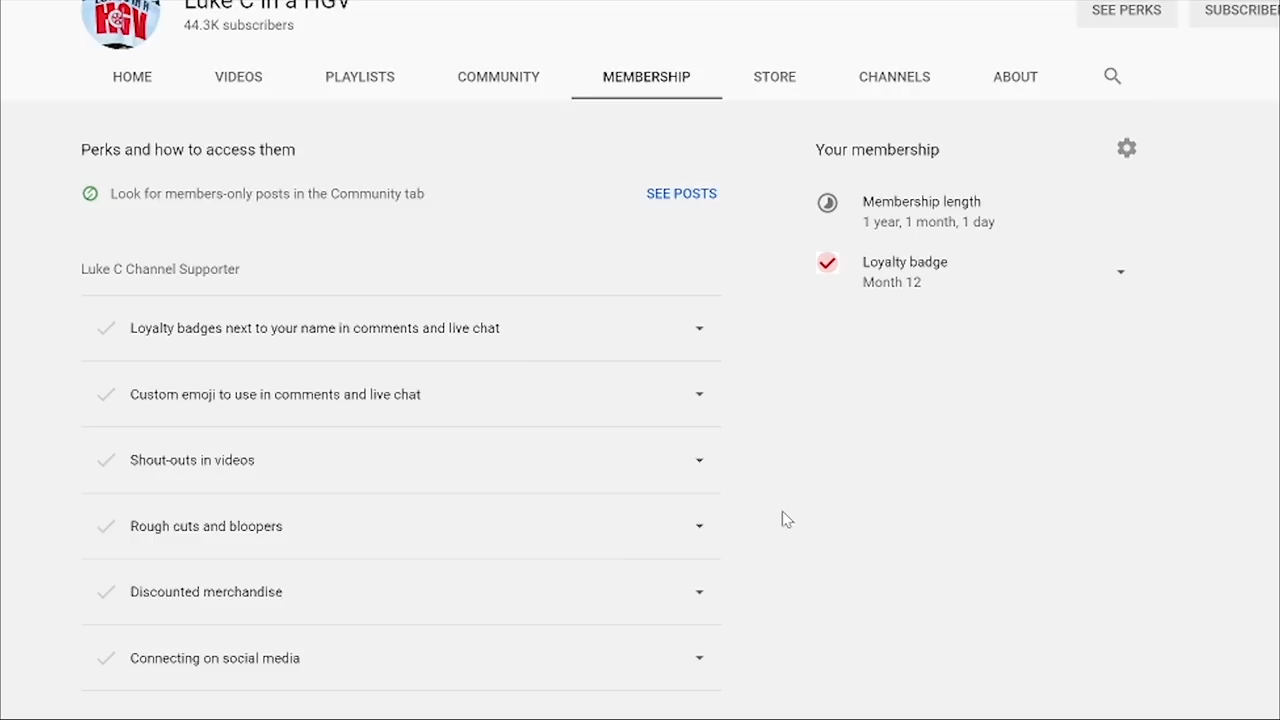 Luke C in a HGV
44.3K subscribers
SEE PERKS
SUBSCRIBE
HOME
VIDEOS
PLAYLISTS
COMMUNITY
MEMBERSHIP
STORE
CHANNELS
ABOUT
Perks and how to access them
Look for members-only posts in the Community tab
SEE POSTS
Luke C Channel Supporter
Loyalty badges next to your name in comments and live chat
Custom emoji to use in comments and live chat
Shout-outs in videos
Rough cuts and bloopers
Discounted merchandise
Connecting on social media
Your membership
Membership length
1 year, 1 month, 1 day
Loyalty badge
Month 12